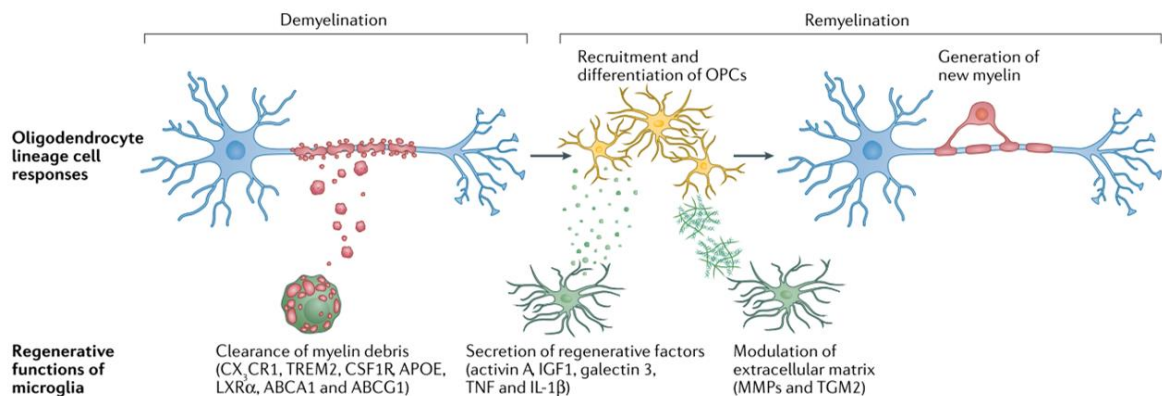 Demyelination
Remyelination
Recruitment and
differentiation of OPCs
Generation of
new myelin
Oligodendrocyte
lineage cell
responses
Regenerative
functions of
microglia
Clearance of myelin debris
(CX₃CR1, TREM2, CSF1R, APOE,
LXRα, ABCA1 and ABCG1)
Secretion of regenerative factors
(activin A, IGF1, galectin 3,
TNF and IL-1β)
Modulation of
extracellular matrix
(MMPs and TGM2)